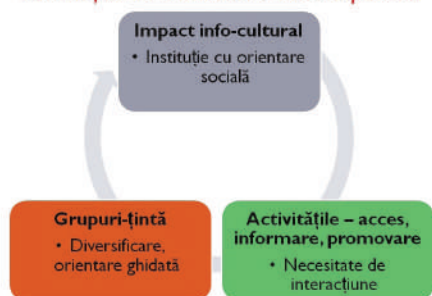 Impact info-cultural
• Instituție cu orientare
socială
Grupuri-țintă
• Diversificare,
orientare ghidată
Activitățile – acces,
informare, promovare
• Necesitate de
interacțiune